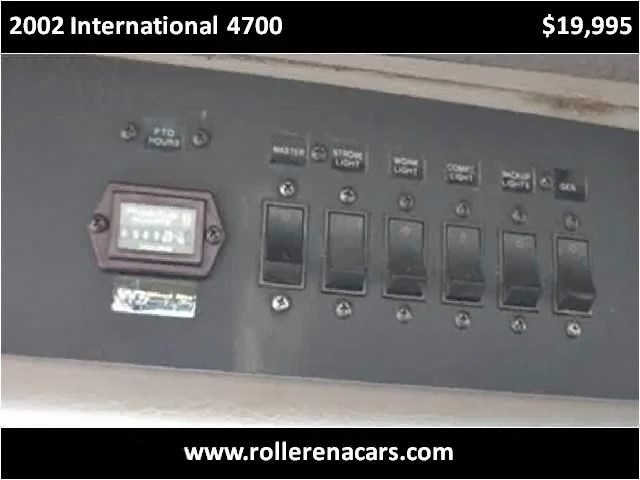 2002 International 4700 $19,995
PTO
HOURS
MASTER
STROBE
LIGHT
WORK
LIGHT
COMPT
LIGHT
BACKUP
LIGHTS
GEN
www.rollerenacars.com